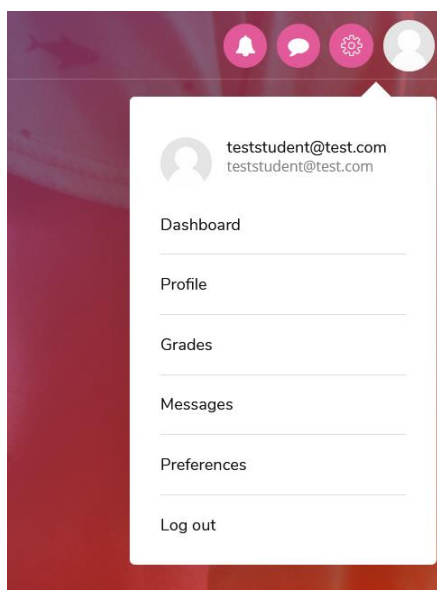 teststudent@test.com
teststudent@test.com
Dashboard
Profile
Grades
Messages
Preferences
Log out